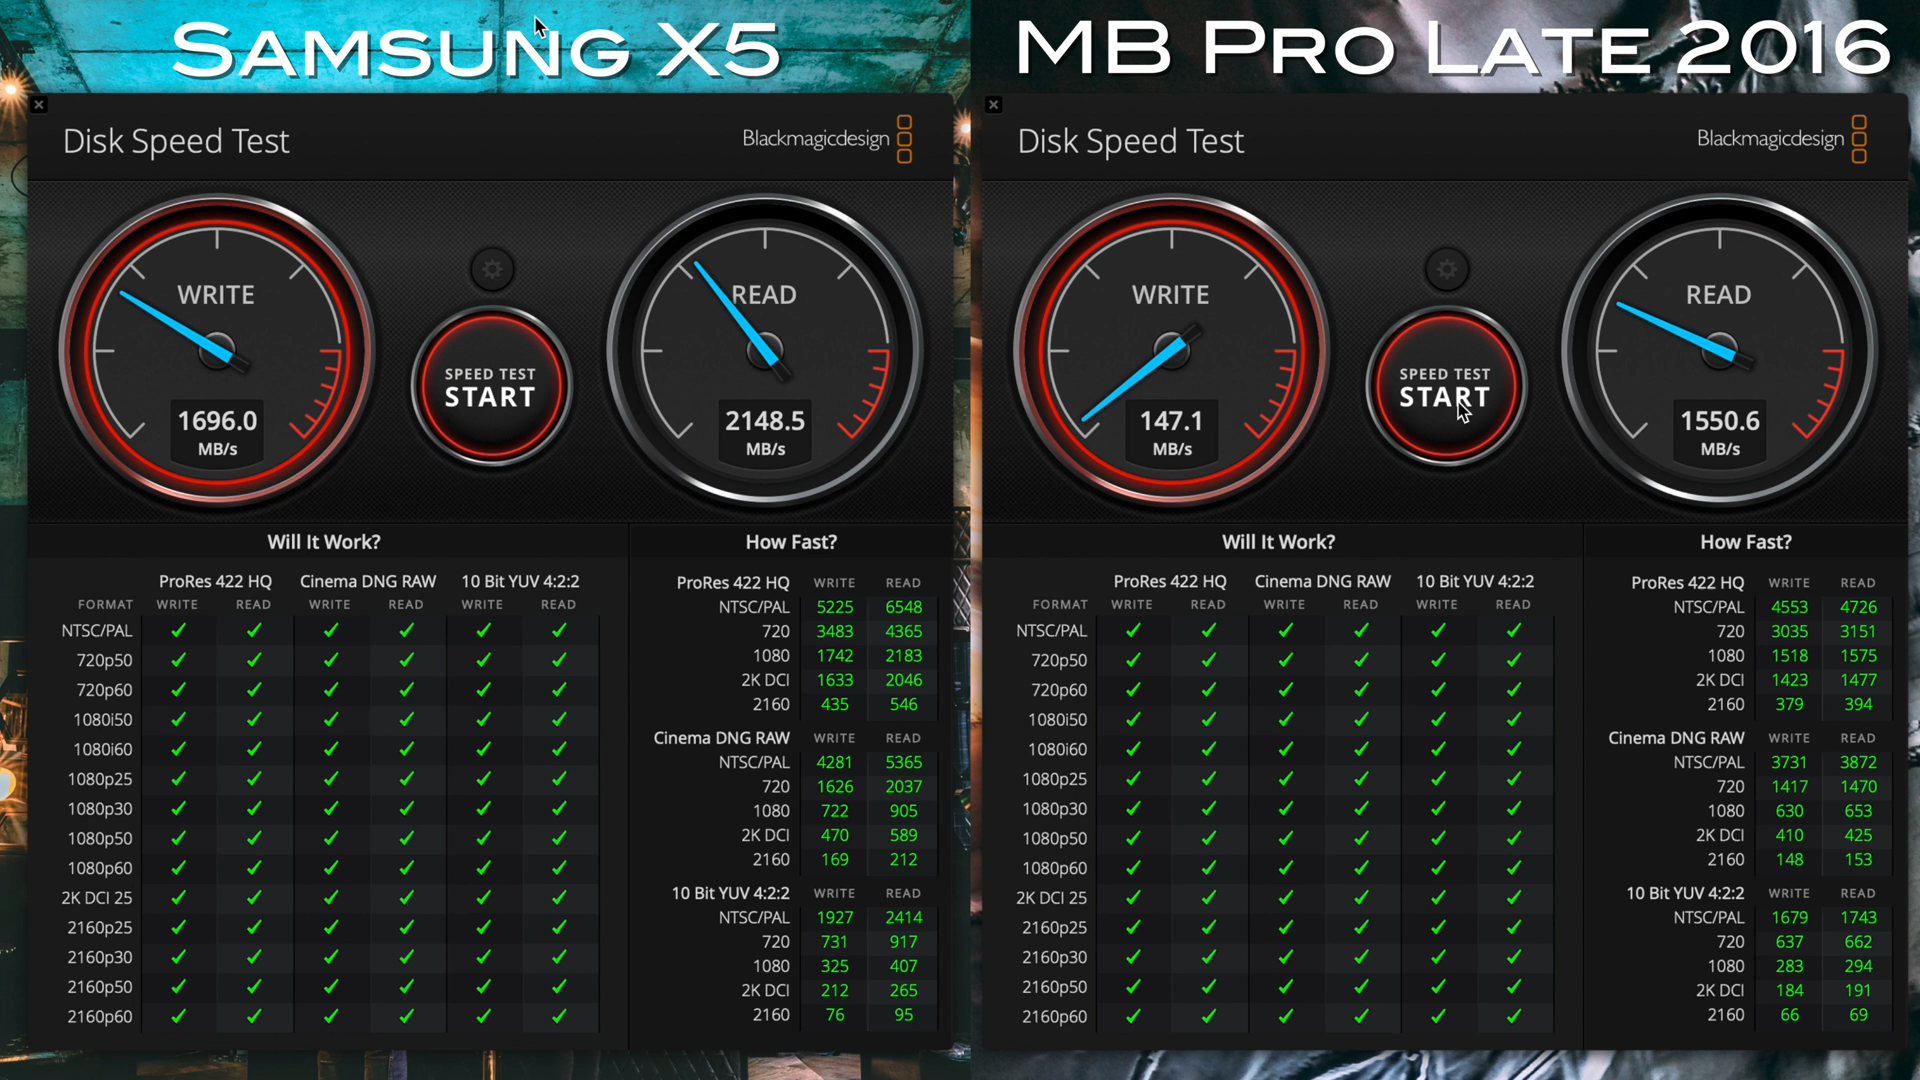 SAMSUNG X5
Disk Speed Test
Blackmagicdesign
WRITE
1696.0
MB/s
SPEED TEST
START
READ
2148.5
MB/s
Will It Work?
ProRes 422 HQ Cinema DNG RAW 10 Bit YUV 4:2:2
FORMAT WRITE READ WRITE READ WRITE READ
NTSC/PAL ✓ ✓ ✓ ✓ ✓ ✓
720p50 ✓ ✓ ✓ ✓ ✓ ✓
720p60 ✓ ✓ ✓ ✓ ✓ ✓
1080i50 ✓ ✓ ✓ ✓ ✓ ✓
1080i60 ✓ ✓ ✓ ✓ ✓ ✓
1080p25 ✓ ✓ ✓ ✓ ✓ ✓
1080p30 ✓ ✓ ✓ ✓ ✓ ✓
1080p50 ✓ ✓ ✓ ✓ ✓ ✓
1080p60 ✓ ✓ ✓ ✓ ✓ ✓
2K DCI 25 ✓ ✓ ✓ ✓ ✓ ✓
2160p25 ✓ ✓ ✓ ✓ ✓ ✓
2160p30 ✓ ✓ ✓ ✓ ✓ ✓
2160p50 ✓ ✓ ✓ ✓ ✓ ✓
2160p60 ✓ ✓ ✓ ✓ ✓ ✓
How Fast?
ProRes 422 HQ WRITE READ
NTSC/PAL 5225 6548
720 3483 4365
1080 1742 2183
2K DCI 1633 2046
2160 435 546
Cinema DNG RAW WRITE READ
NTSC/PAL 4281 5365
720 1626 2037
1080 722 905
2K DCI 470 589
2160 169 212
10 Bit YUV 4:2:2 WRITE READ
NTSC/PAL 1927 2414
720 731 917
1080 325 407
2K DCI 212 265
2160 76 95
MB PRO LATE 2016
Disk Speed Test
Blackmagicdesign
WRITE
147.1
MB/s
SPEED TEST
START
READ
1550.6
MB/s
Will It Work?
ProRes 422 HQ Cinema DNG RAW 10 Bit YUV 4:2:2
FORMAT WRITE READ WRITE READ WRITE READ
NTSC/PAL ✓ ✓ ✓ ✓ ✓ ✓
720p50 ✓ ✓ ✓ ✓ ✓ ✓
720p60 ✓ ✓ ✓ ✓ ✓ ✓
1080i50 ✓ ✓ ✓ ✓ ✓ ✓
1080i60 ✓ ✓ ✓ ✓ ✓ ✓
1080p25 ✓ ✓ ✓ ✓ ✓ ✓
1080p30 ✓ ✓ ✓ ✓ ✓ ✓
1080p50 ✓ ✓ ✓ ✓ ✓ ✓
1080p60 ✓ ✓ ✓ ✓ ✓ ✓
2K DCI 25 ✓ ✓ ✓ ✓ ✓ ✓
2160p25 ✓ ✓ ✓ ✓ ✓ ✓
2160p30 ✓ ✓ ✓ ✓ ✓ ✓
2160p50 ✓ ✓ ✓ ✓ ✓ ✓
2160p60 ✓ ✓ ✓ ✓ ✓ ✓
How Fast?
ProRes 422 HQ WRITE READ
NTSC/PAL 4553 4726
720 3035 3151
1080 1518 1575
2K DCI 1423 1477
2160 379 394
Cinema DNG RAW WRITE READ
NTSC/PAL 3731 3872
720 1417 1470
1080 630 653
2K DCI 410 425
2160 148 153
10 Bit YUV 4:2:2 WRITE READ
NTSC/PAL 1679 1743
720 637 662
1080 283 294
2K DCI 184 191
2160 66 69